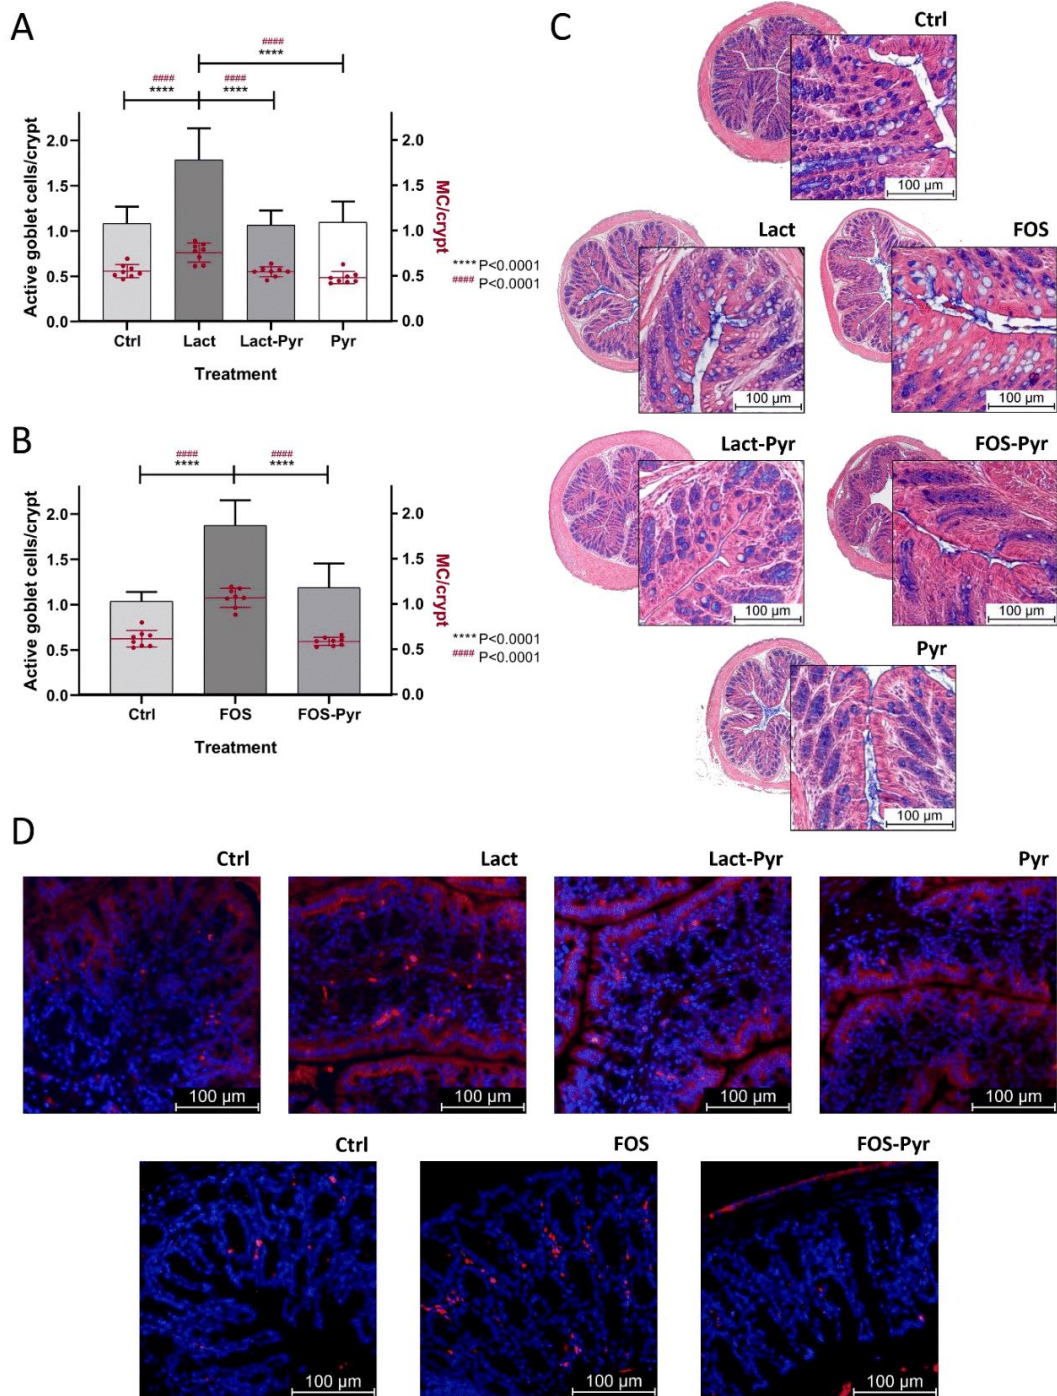 A
####
****
####
****
####
****
Active goblet cells/crypt
2.0
1.5
1.0
0.5
0.0
2.0
1.5
1.0
0.5
0.0
MC/crypt
**** P<0.0001
#### P<0.0001
Ctrl Lact Lact-Pyr Pyr
Treatment
B
####
****
####
****
Active goblet cells/crypt
2.0
1.5
1.0
0.5
0.0
2.0
1.5
1.0
0.5
0.0
MC/crypt
**** P<0.0001
#### P<0.0001
Ctrl FOS FOS-Pyr
Treatment
C
Ctrl
100 µm
Lact
100 µm
FOS
100 µm
Lact-Pyr
100 µm
FOS-Pyr
100 µm
Pyr
100 µm
D
Ctrl
100 µm
Lact
100 µm
Lact-Pyr
100 µm
Pyr
100 µm
Ctrl
100 µm
FOS
100 µm
FOS-Pyr
100 µm